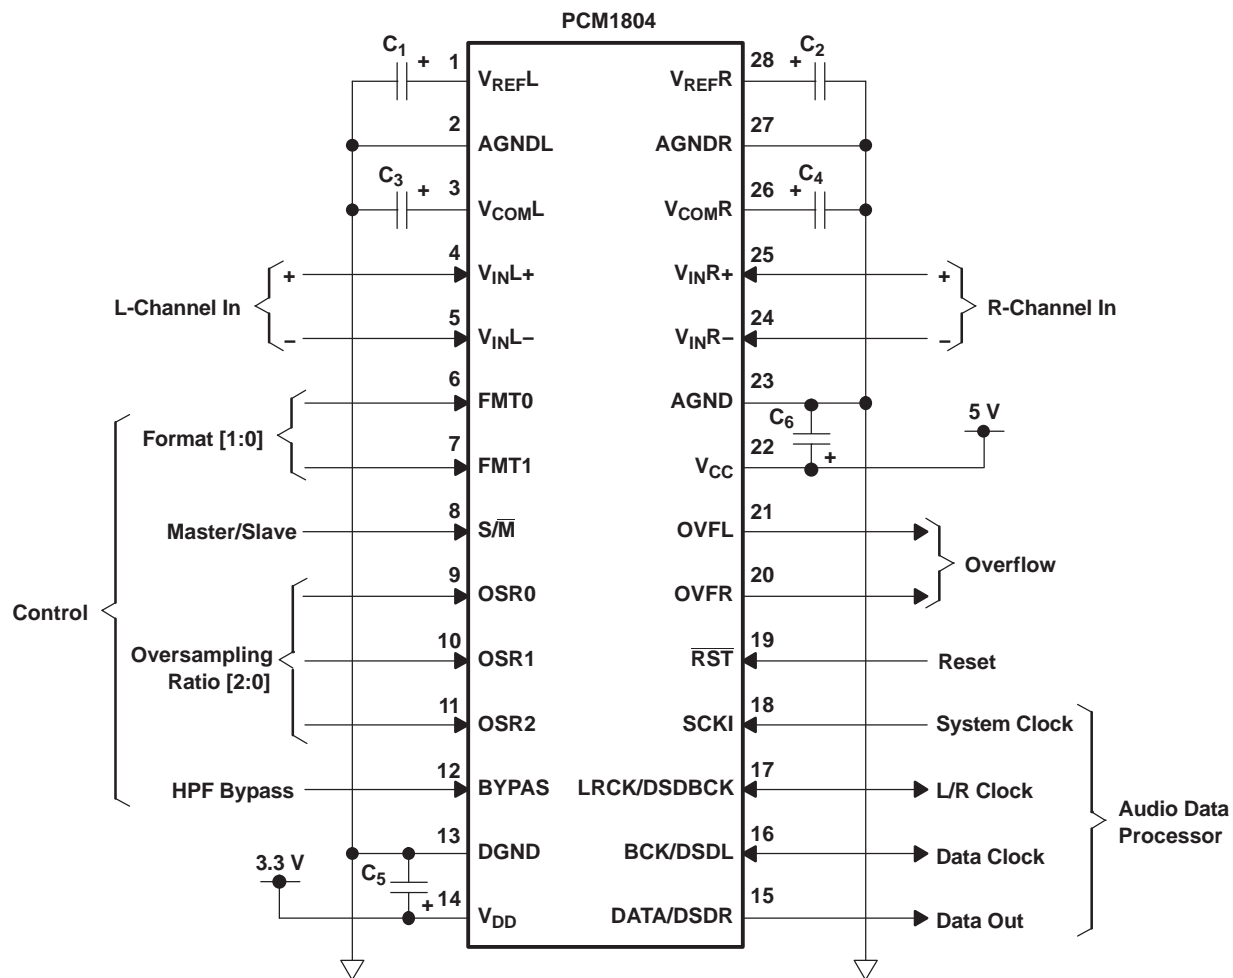 PCM1804
C1 + 1 VREFL
2 AGNDL
C3 + 3 VCOML
L-Channel In
+ 4 VINL+
− 5 VINL−
Control
Format [1:0]
6 FMT0
7 FMT1
Master/Slave 8 S/M̅
Oversampling
Ratio [2:0]
9 OSR0
10 OSR1
11 OSR2
HPF Bypass 12 BYPAS
13 DGND
3.3 V
C5 + 14 VDD
VREFR 28 + C2
AGNDR 27
VCOMR 26 + C4
VINR+ 25 +
VINR− 24 −
R-Channel In
AGND 23
C6 +
5 V
VCC 22
OVFL 21
OVFR 20
Overflow
R̅S̅T̅ 19 Reset
SCKI 18 System Clock
LRCK/DSDBCK 17 L/R Clock
BCK/DSDL 16 Data Clock
DATA/DSDR 15 Data Out
Audio Data
Processor